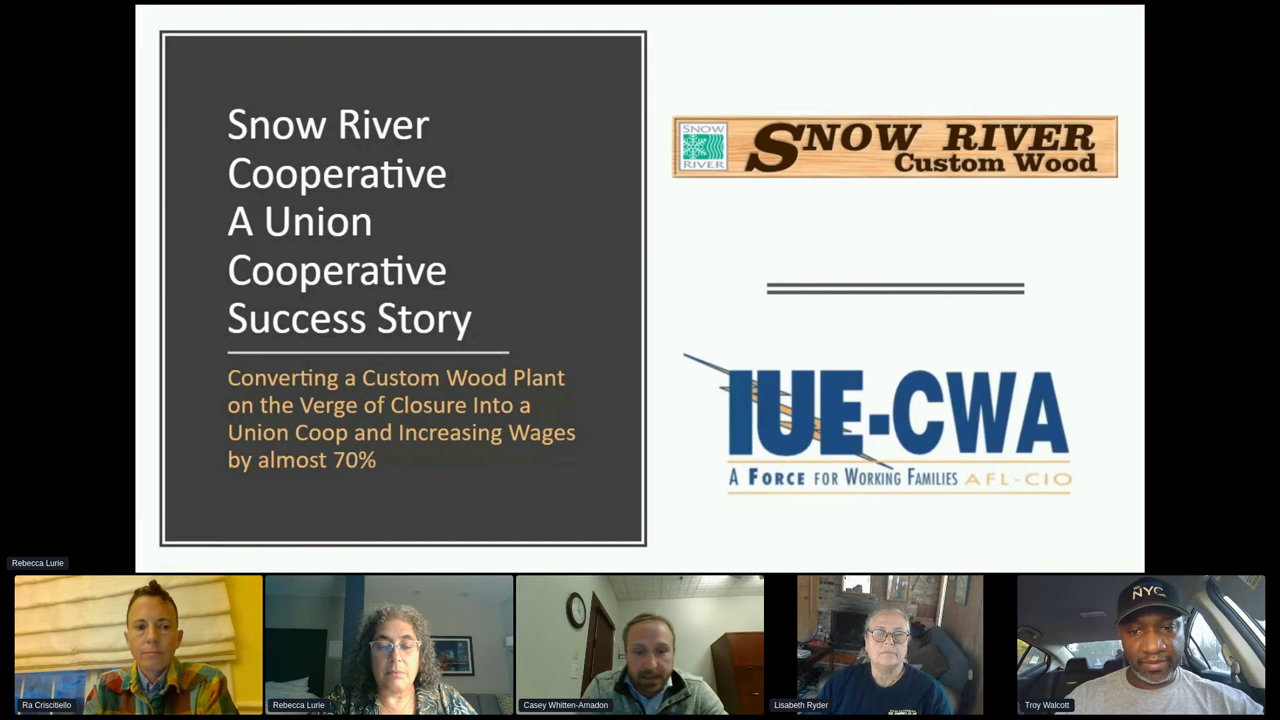 Snow River
Cooperative
A Union
Cooperative
Success Story
Converting a Custom Wood Plant
on the Verge of Closure Into a
Union Coop and Increasing Wages
by almost 70%
SNOW
RIVER
SNOW RIVER
Custom Wood
IUE-CWA
A FORCE FOR WORKING FAMILIES AFL-CIO
Rebecca Lurie
NYC
Ra Criscitiello
Rebecca Lurie
Casey Whitten-Amadon
Lisabeth Ryder
Troy Walcott